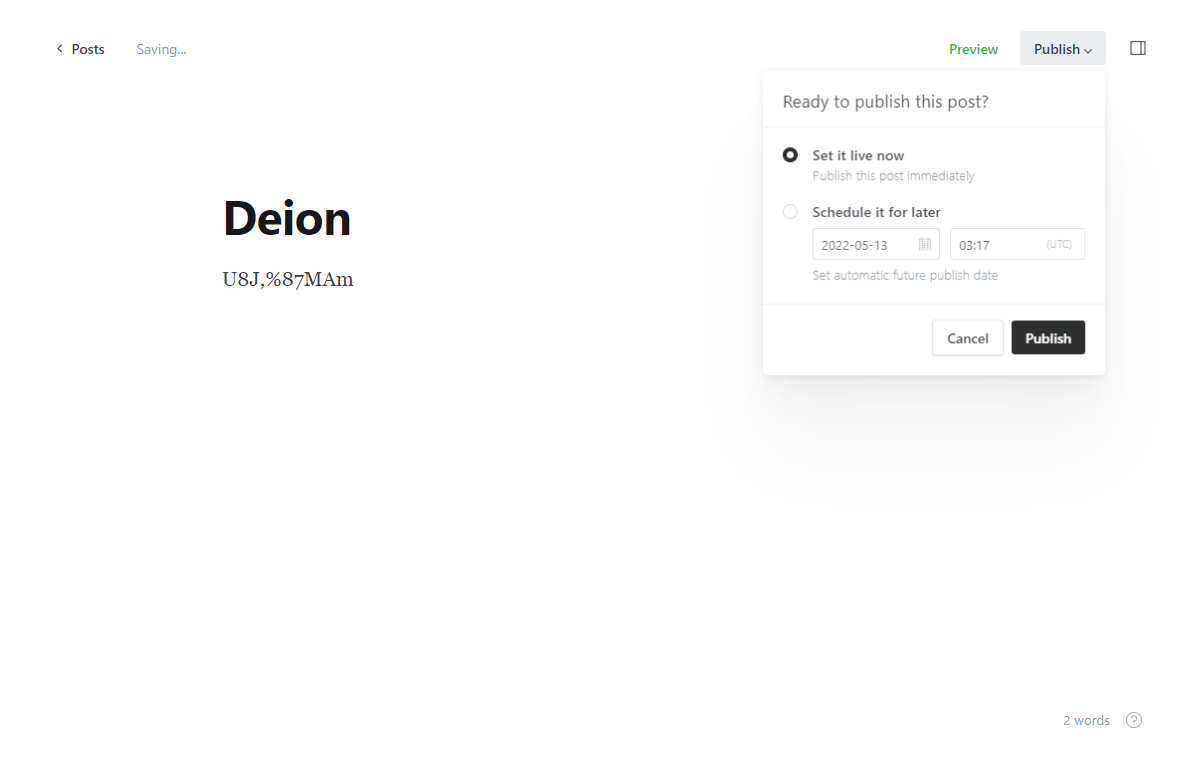 Posts
Saving...
Preview
Publish
Ready to publish this post?
Set it live now
Publish this post immediately
Schedule it for later
2022-05-13
03:17
(UTC)
Set automatic future publish date
Cancel
Publish
Deion
U8J,%87MAm
2 words
?